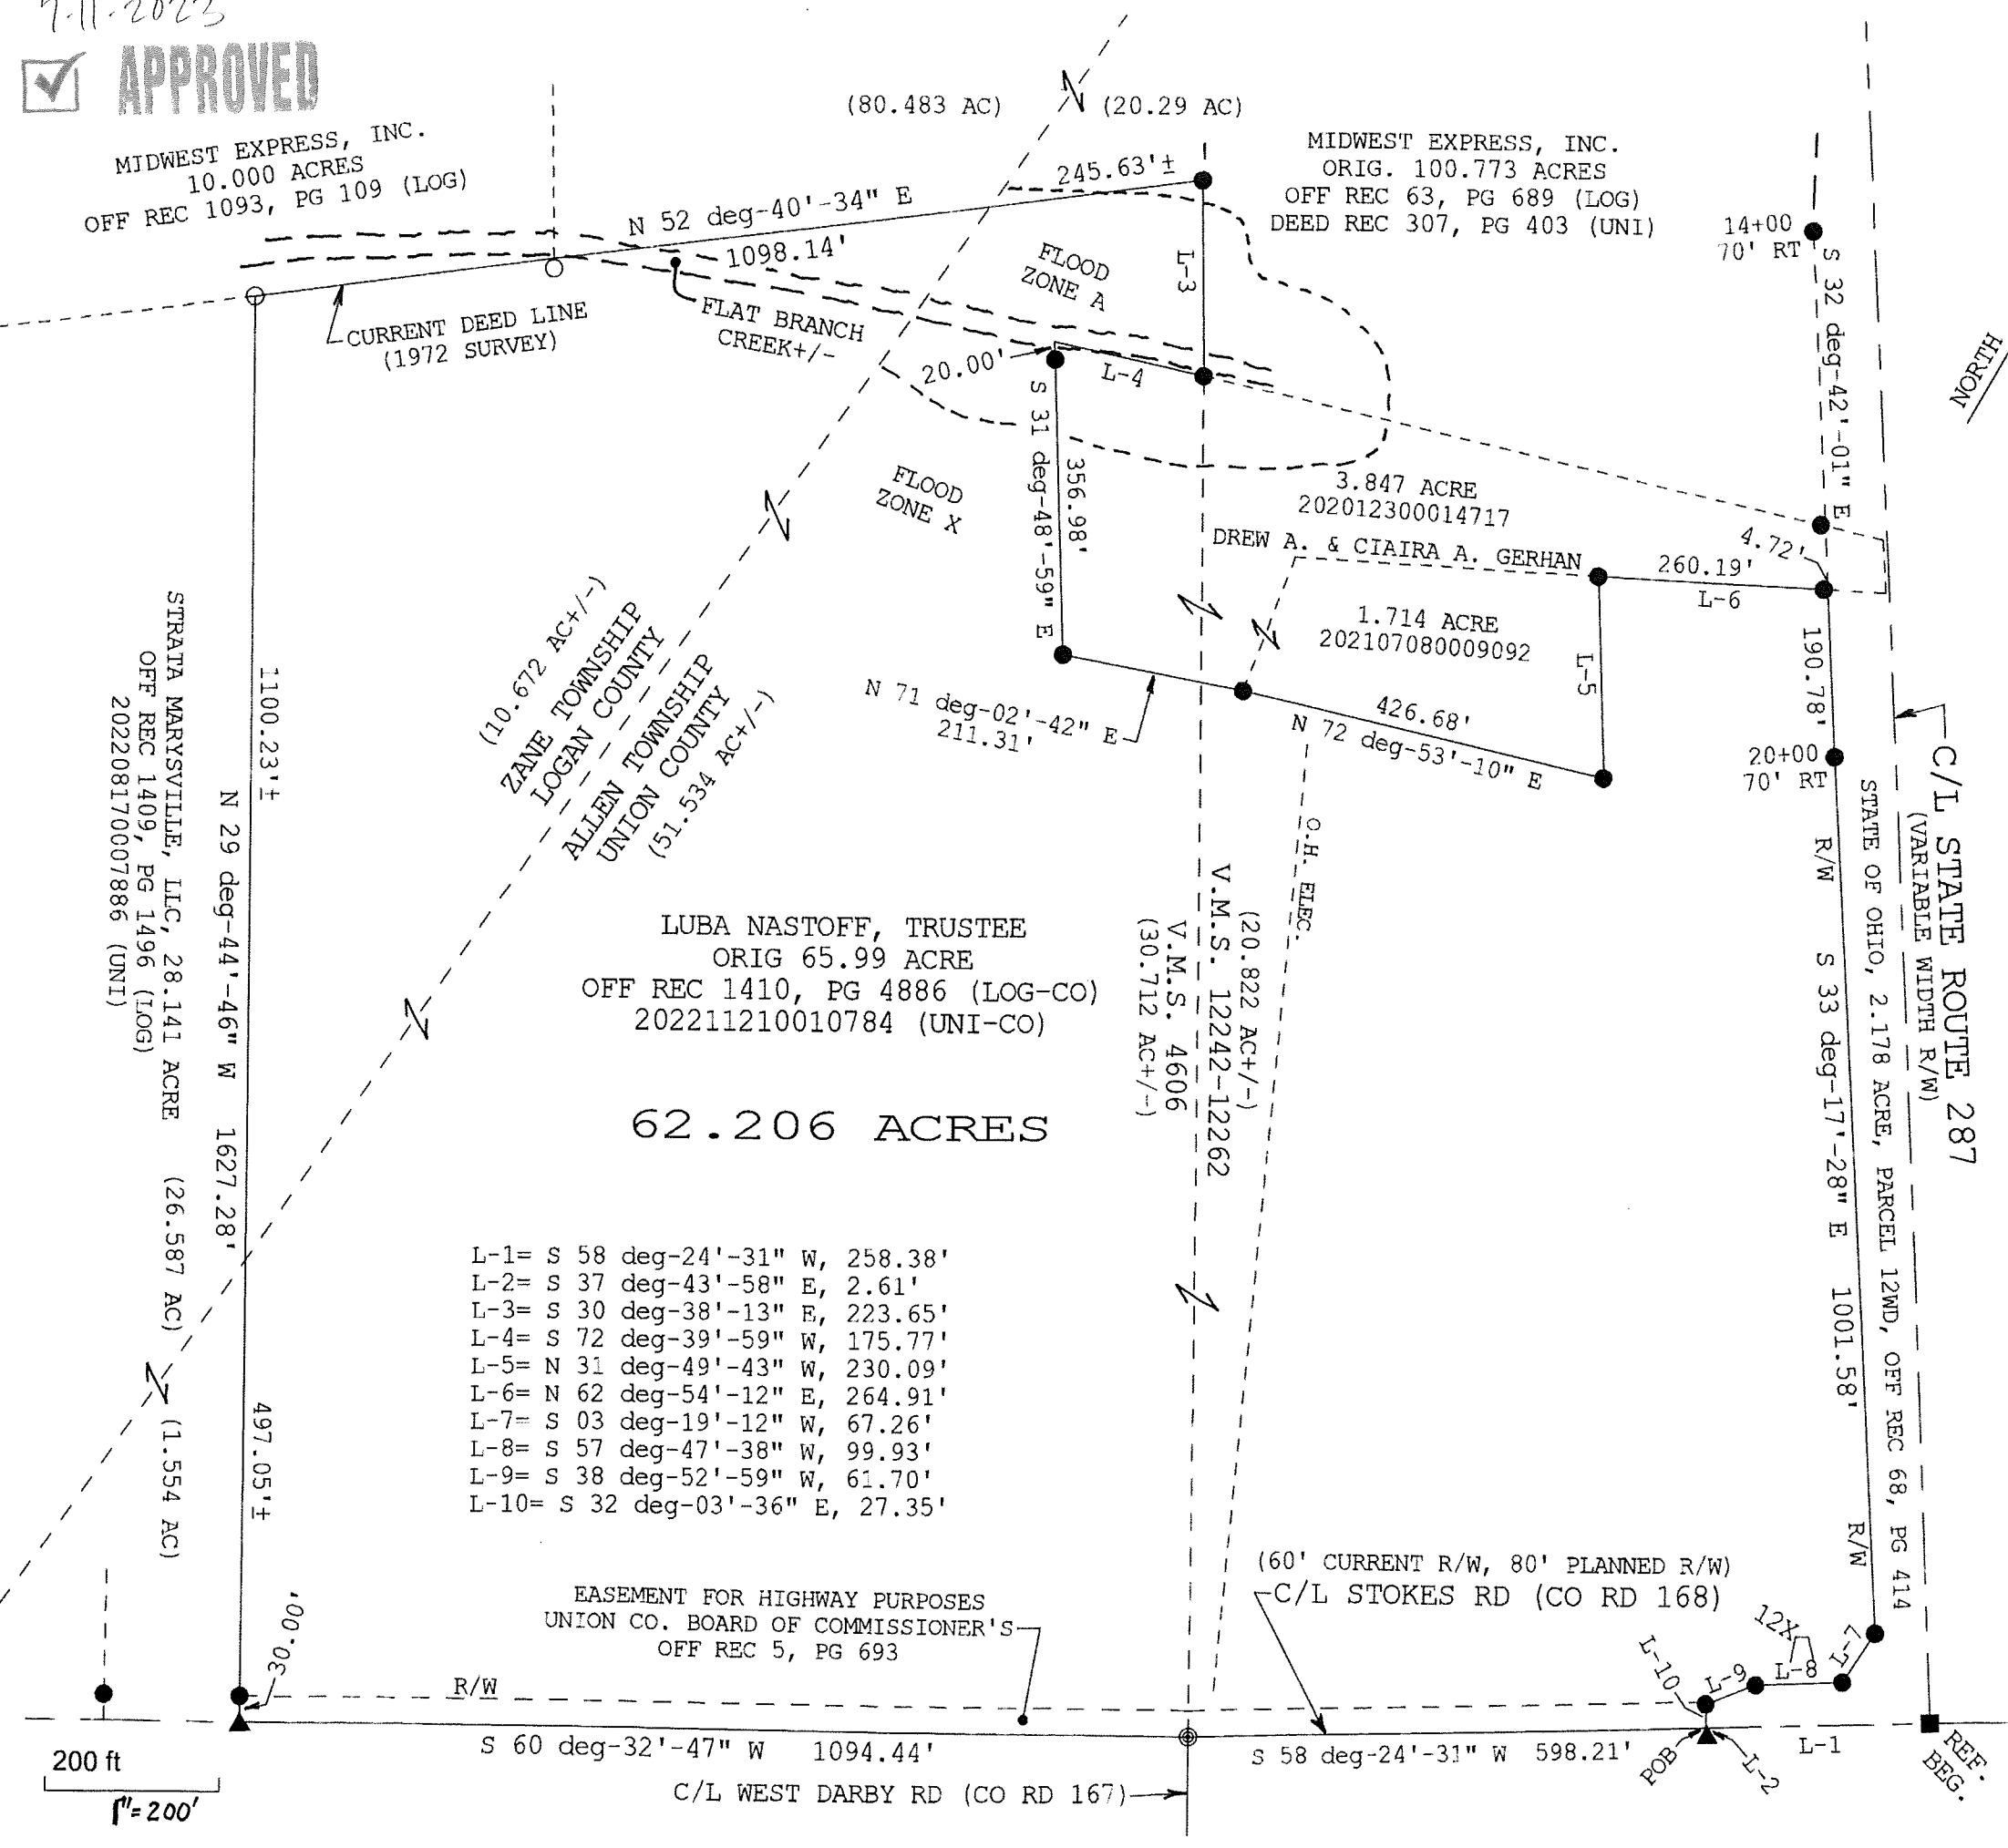 7-11-2023
APPROVED
MIDWEST EXPRESS, INC.
10.000 ACRES
OFF REC 1093, PG 109 (LOG)
(80.483 AC)
(20.29 AC)
MIDWEST EXPRESS, INC.
ORIG. 100.773 ACRES
OFF REC 63, PG 689 (LOG)
DEED REC 307, PG 403 (UNI)
N 52 deg-40'-34" E
1098.14'
245.63'±
14+00
70' RT
S 32 deg-42'-01" E
NORTH
CURRENT DEED LINE
(1972 SURVEY)
FLAT BRANCH
CREEK+/-
FLOOD
ZONE A
L-3
20.00'
L-4
S 31 deg-48'-59" E
356.98'
FLOOD
ZONE X
3.847 ACRE
202012300014717
DREW A. & CIAIRA A. GERHAN
4.72'
260.19'
L-6
1.714 ACRE
202107080009092
L-5
190.78'
N 71 deg-02'-42" E
211.31'
426.68'
N 72 deg-53'-10" E
20+00
70' RT
(10.672 AC+/-)
ZANE TOWNSHIP
LOGAN COUNTY
ALLEN TOWNSHIP
UNION COUNTY
(51.534 AC+/-)
STRATA MARYSVILLE, LLC, 28.141 ACRE (26.587 AC)
OFF REC 1409, PG 1496 (LOG)
202208170007886 (UNI)
(1.554 AC)
1100.23'±
N 29 deg-44'-46" W 1627.28'
497.05'±
O.H. ELEC.
(20.822 AC+/-)
V.M.S. 12242-12262
V.M.S. 4606
(30.712 AC+/-)
R/W S 33 deg-17'-28" E 1001.58' R/W
STATE OF OHIO, 2.178 ACRE, PARCEL 12WD, OFF REC 68, PG 414
C/L STATE ROUTE 287
(VARIABLE WIDTH R/W)
LUBA NASTOFF, TRUSTEE
ORIG 65.99 ACRE
OFF REC 1410, PG 4886 (LOG-CO)
202211210010784 (UNI-CO)
62.206 ACRES
L-1= S 58 deg-24'-31" W, 258.38'
L-2= S 37 deg-43'-58" E, 2.61'
L-3= S 30 deg-38'-13" E, 223.65'
L-4= S 72 deg-39'-59" W, 175.77'
L-5= N 31 deg-49'-43" W, 230.09'
L-6= N 62 deg-54'-12" E, 264.91'
L-7= S 03 deg-19'-12" W, 67.26'
L-8= S 57 deg-47'-38" W, 99.93'
L-9= S 38 deg-52'-59" W, 61.70'
L-10= S 32 deg-03'-36" E, 27.35'
EASEMENT FOR HIGHWAY PURPOSES
UNION CO. BOARD OF COMMISSIONER'S
OFF REC 5, PG 693
(60' CURRENT R/W, 80' PLANNED R/W)
C/L STOKES RD (CO RD 168)
12X
L-7
L-8
L-9
L-10
30.00'
R/W
S 60 deg-32'-47" W 1094.44'
S 58 deg-24'-31" W 598.21'
POB
L-2
L-1
REF.
BEG.
C/L WEST DARBY RD (CO RD 167)
200 ft
1"=200'